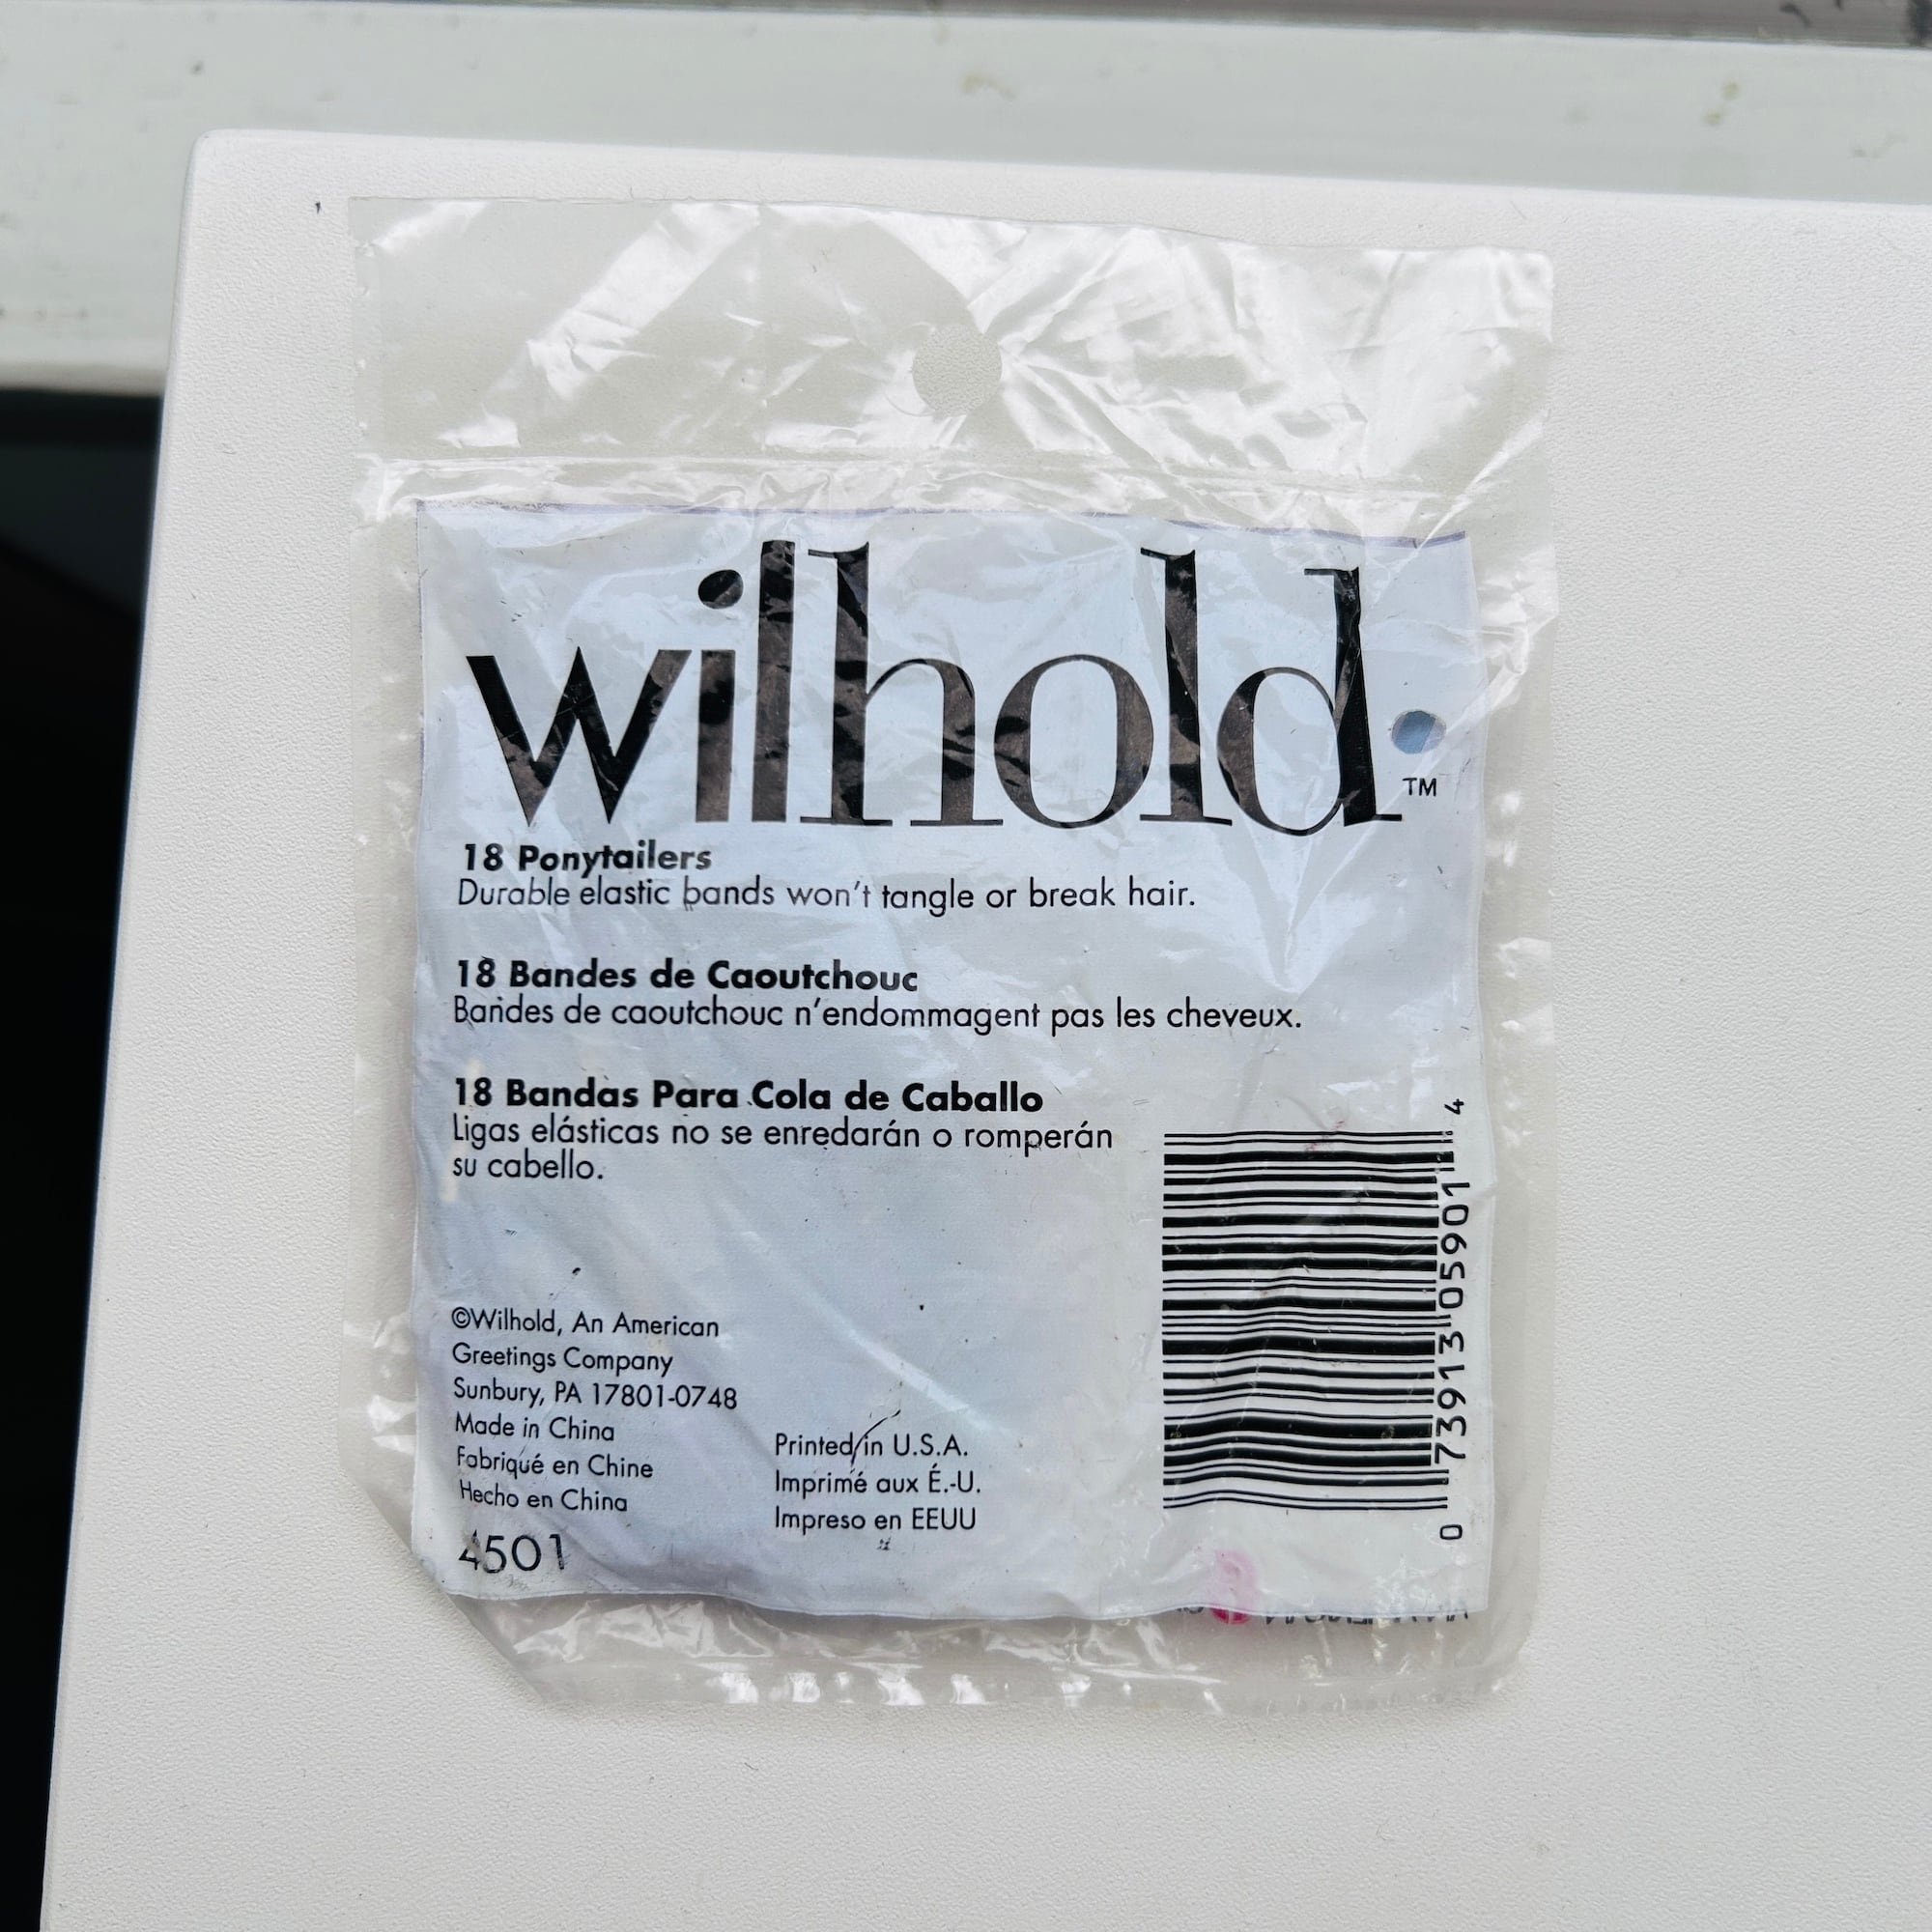 wilhold
TM
18 Ponytailers
Durable elastic bands won't tangle or break hair.
18 Bandes de Caoutchouc
Bandes de caoutchouc n'endommagent pas les cheveux.
18 Bandas Para Cola de Caballo
Ligas elásticas no se enredarán o romperán
su cabello.
©Wilhold, An American
Greetings Company
Sunbury, PA 17801-0748
Made in China
Fabriqué en Chine
Hecho en China
4501
Printed in U.S.A.
Imprimé aux É.-U.
Impreso en EEUU
0 73913 05901 4